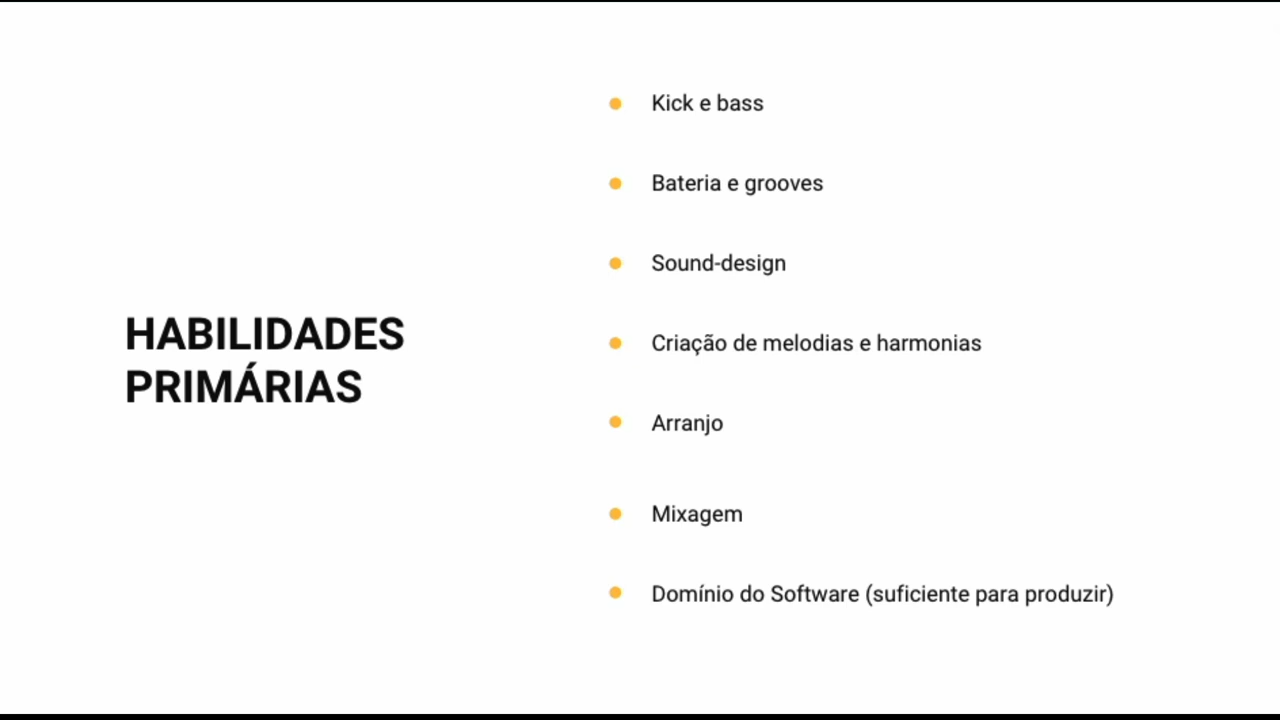 HABILIDADES
PRIMÁRIAS
Kick e bass
Bateria e grooves
Sound-design
Criação de melodias e harmonias
Arranjo
Mixagem
Domínio do Software (suficiente para produzir)